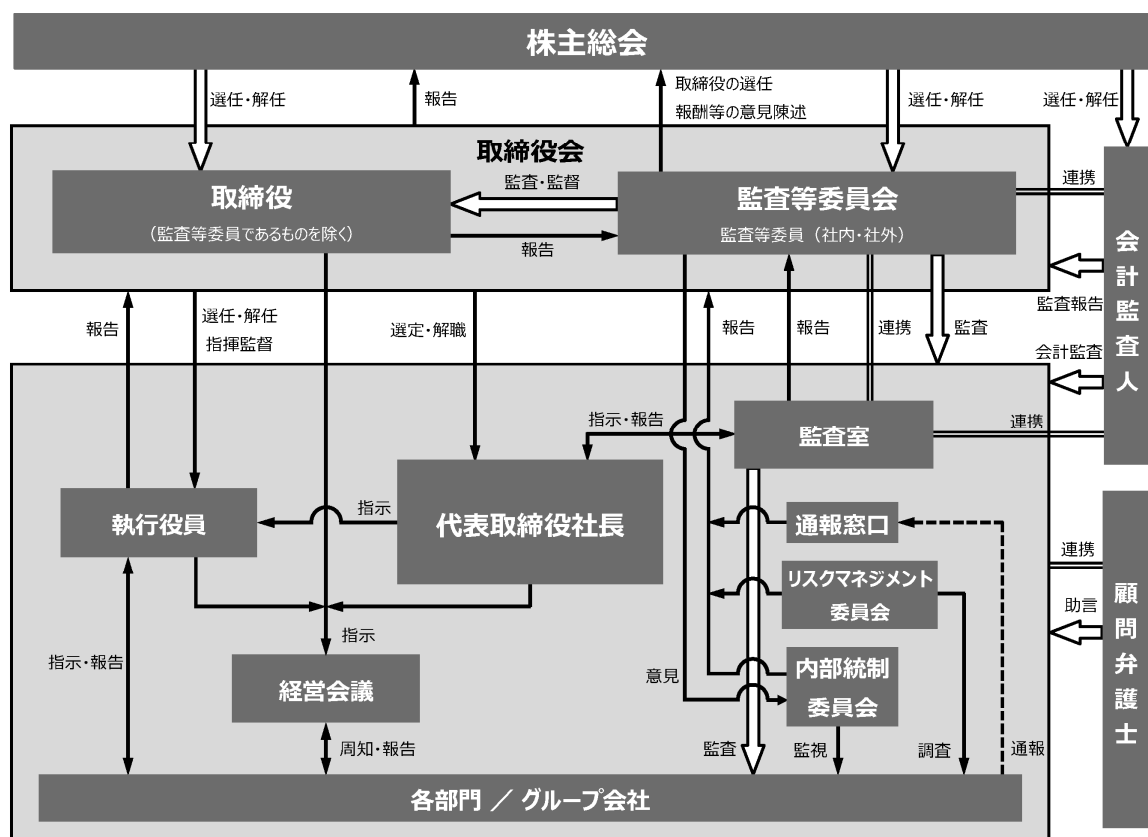 株主総会
選任・解任
報告
取締役の選任
報酬等の意見陳述
選任・解任
選任・解任
取締役会
取締役
（監査等委員であるものを除く）
監査・監督
報告
監査等委員会
監査等委員（社内・社外）
連携
会計監査人
監査報告
会計監査
報告
選任・解任
指揮監督
選定・解職
報告
報告
連携
監査
指示・報告
監査室
連携
執行役員
指示
代表取締役社長
通報窓口
リスクマネジメント
委員会
連携
助言
顧問弁護士
指示・報告
指示
経営会議
意見
内部統制
委員会
周知・報告
監査
監視
調査
通報
各部門 ／ グループ会社